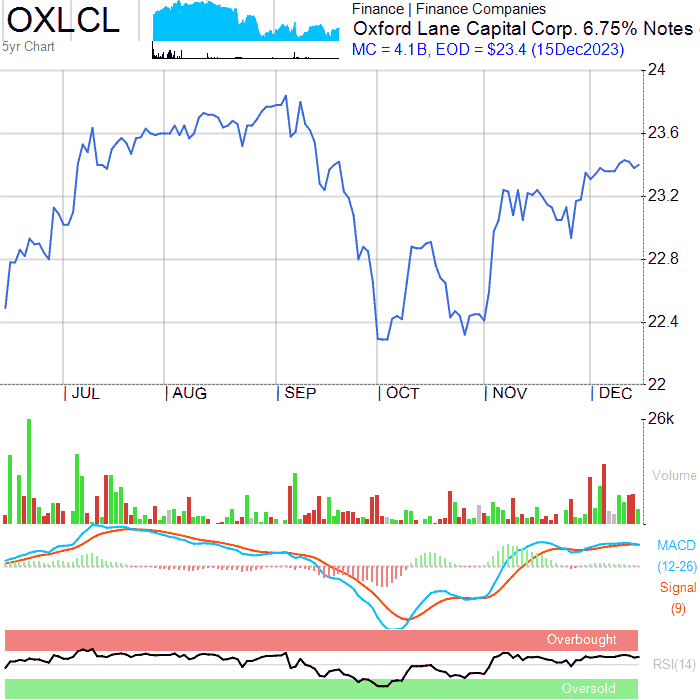 OXLCL
5yr Chart
Finance | Finance Companies
Oxford Lane Capital Corp. 6.75% Notes
MC = 4.1B, EOD = $23.4 (15Dec2023)
24
23.6
23.2
22.8
22.4
22
JUL AUG SEP OCT NOV DEC
26k
Volume
MACD
(12-26)
Signal
(9)
Overbought
RSI(14)
Oversold